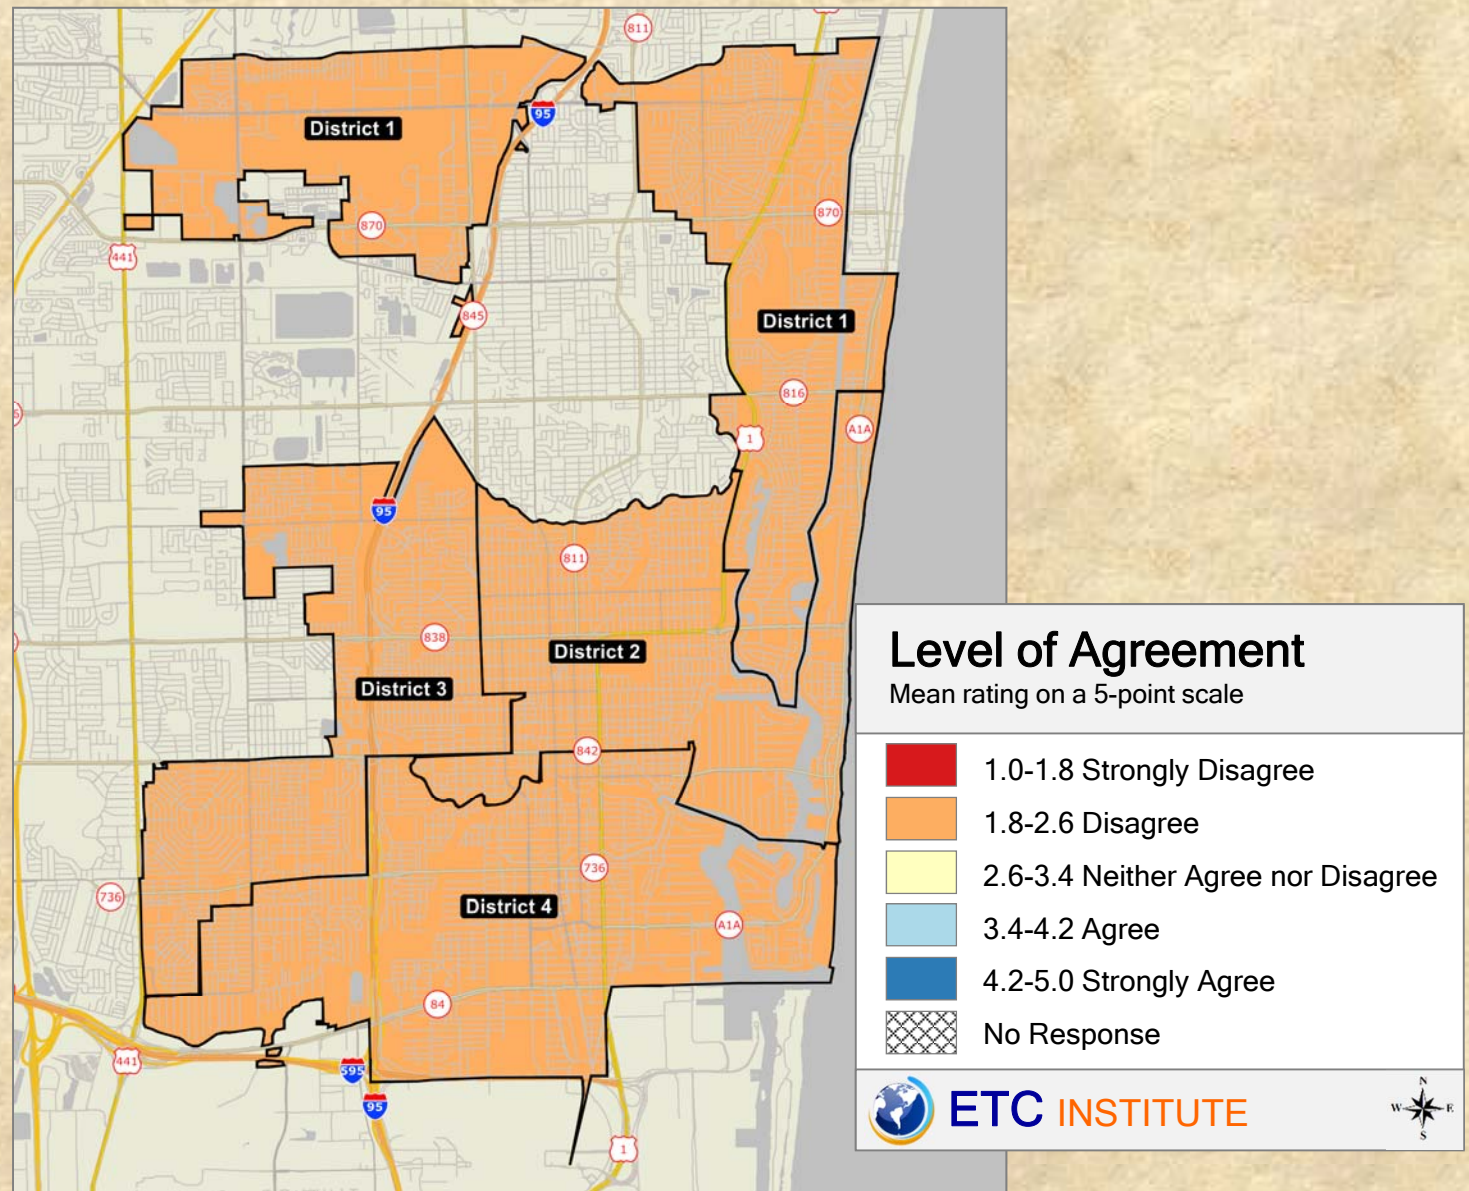 811
95
District 1
870
870
441
845
District 1
816
A1A
1
95
811
838
District 2
District 3
842
736
736
District 4
A1A
84
441
595
95
1
Level of Agreement
Mean rating on a 5-point scale
1.0-1.8 Strongly Disagree
1.8-2.6 Disagree
2.6-3.4 Neither Agree nor Disagree
3.4-4.2 Agree
4.2-5.0 Strongly Agree
No Response
ETC INSTITUTE
N
W E
S